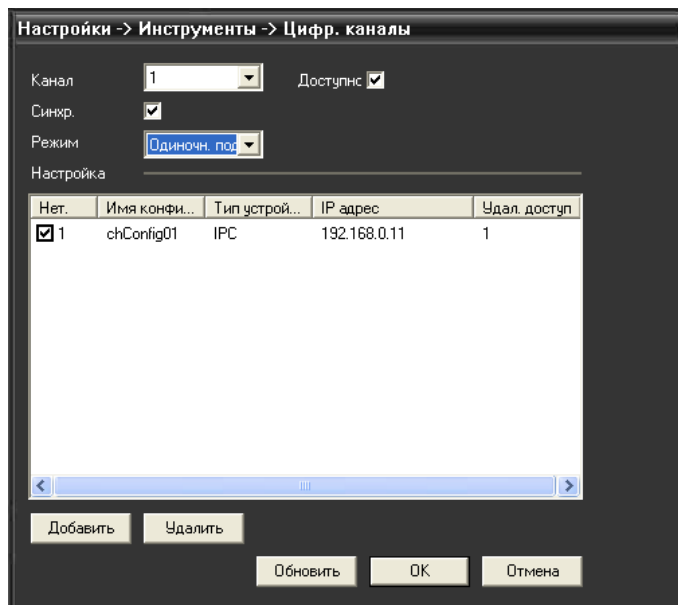 Настройки -> Инструменты -> Цифр. каналы
Канал 1 Доступнс
Синхр.
Режим Одиночн. под
Настройка
Нет. Имя конфи... Тип устрой... IP адрес Удал. доступ
1 chConfig01 IPC 192.168.0.11 1
Добавить Удалить
Обновить OK Отмена